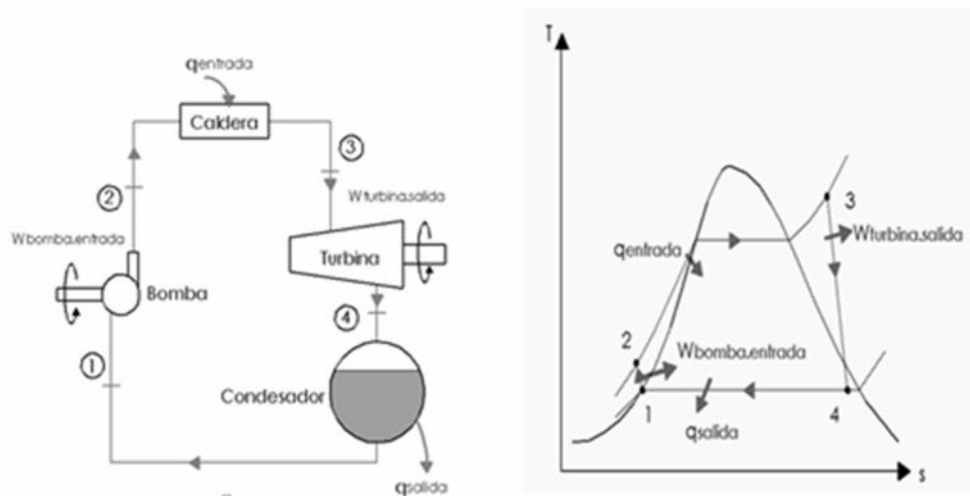 qentrada
Caldera
3
2
Wturbina.salida
Wbomba.entrada
Turbina
Bomba
4
1
Condesador
qsalida
T
3
Wturbina.salida
qentrada
2
Wbomba.entrada
1
4
qsalida
s